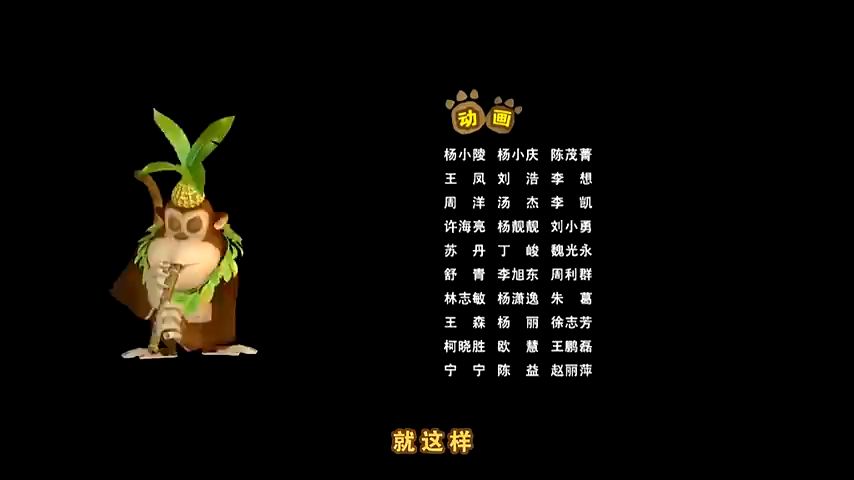 动画
杨小陵 杨小庆 陈茂菁
王凤 刘浩 李想
周洋 汤杰 李凯
许海亮 杨靓靓 刘小勇
苏丹 丁峻 魏光永
舒青 李旭东 周利群
林志敏 杨潇逸 朱葛
王森 杨丽 徐志芳
柯晓胜 欧慧 王鹏磊
宁宁 陈益 赵丽萍
就这样